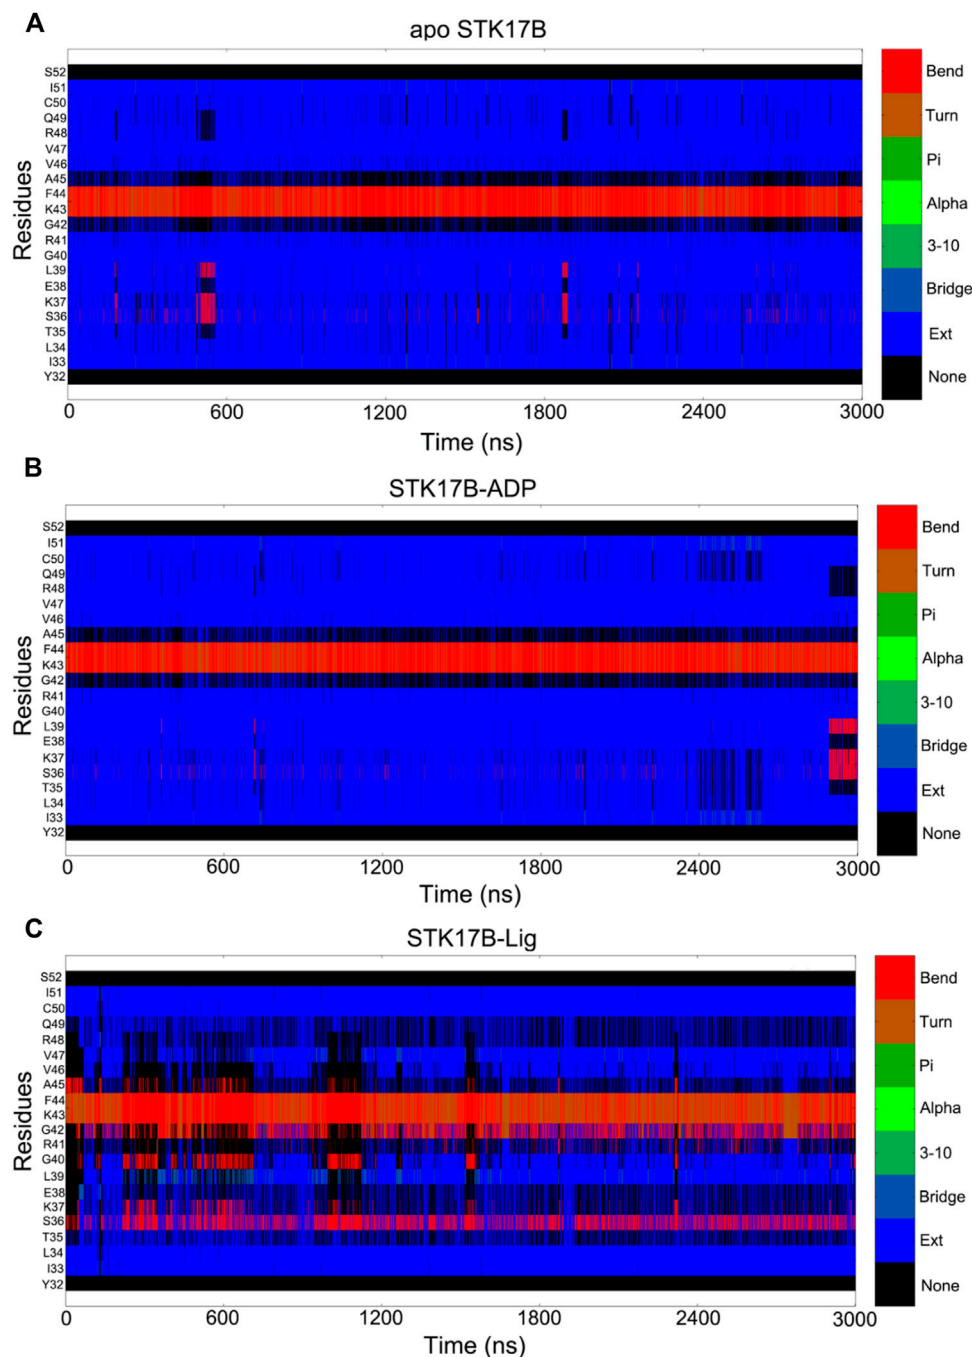 A
apo STK17B
Residues
S52
I51
C50
Q49
R48
V47
V46
A45
F44
K43
G42
R41
G40
L39
E38
K37
S36
T35
L34
I33
Y32
0 600 1200 1800 2400 3000
Time (ns)
Bend
Turn
Pi
Alpha
3-10
Bridge
Ext
None
B
STK17B-ADP
Residues
S52
I51
C50
Q49
R48
V47
V46
A45
F44
K43
G42
R41
G40
L39
E38
K37
S36
T35
L34
I33
Y32
0 600 1200 1800 2400 3000
Time (ns)
Bend
Turn
Pi
Alpha
3-10
Bridge
Ext
None
C
STK17B-Lig
Residues
S52
I51
C50
Q49
R48
V47
V46
A45
F44
K43
G42
R41
G40
L39
E38
K37
S36
T35
L34
I33
Y32
0 600 1200 1800 2400 3000
Time (ns)
Bend
Turn
Pi
Alpha
3-10
Bridge
Ext
None